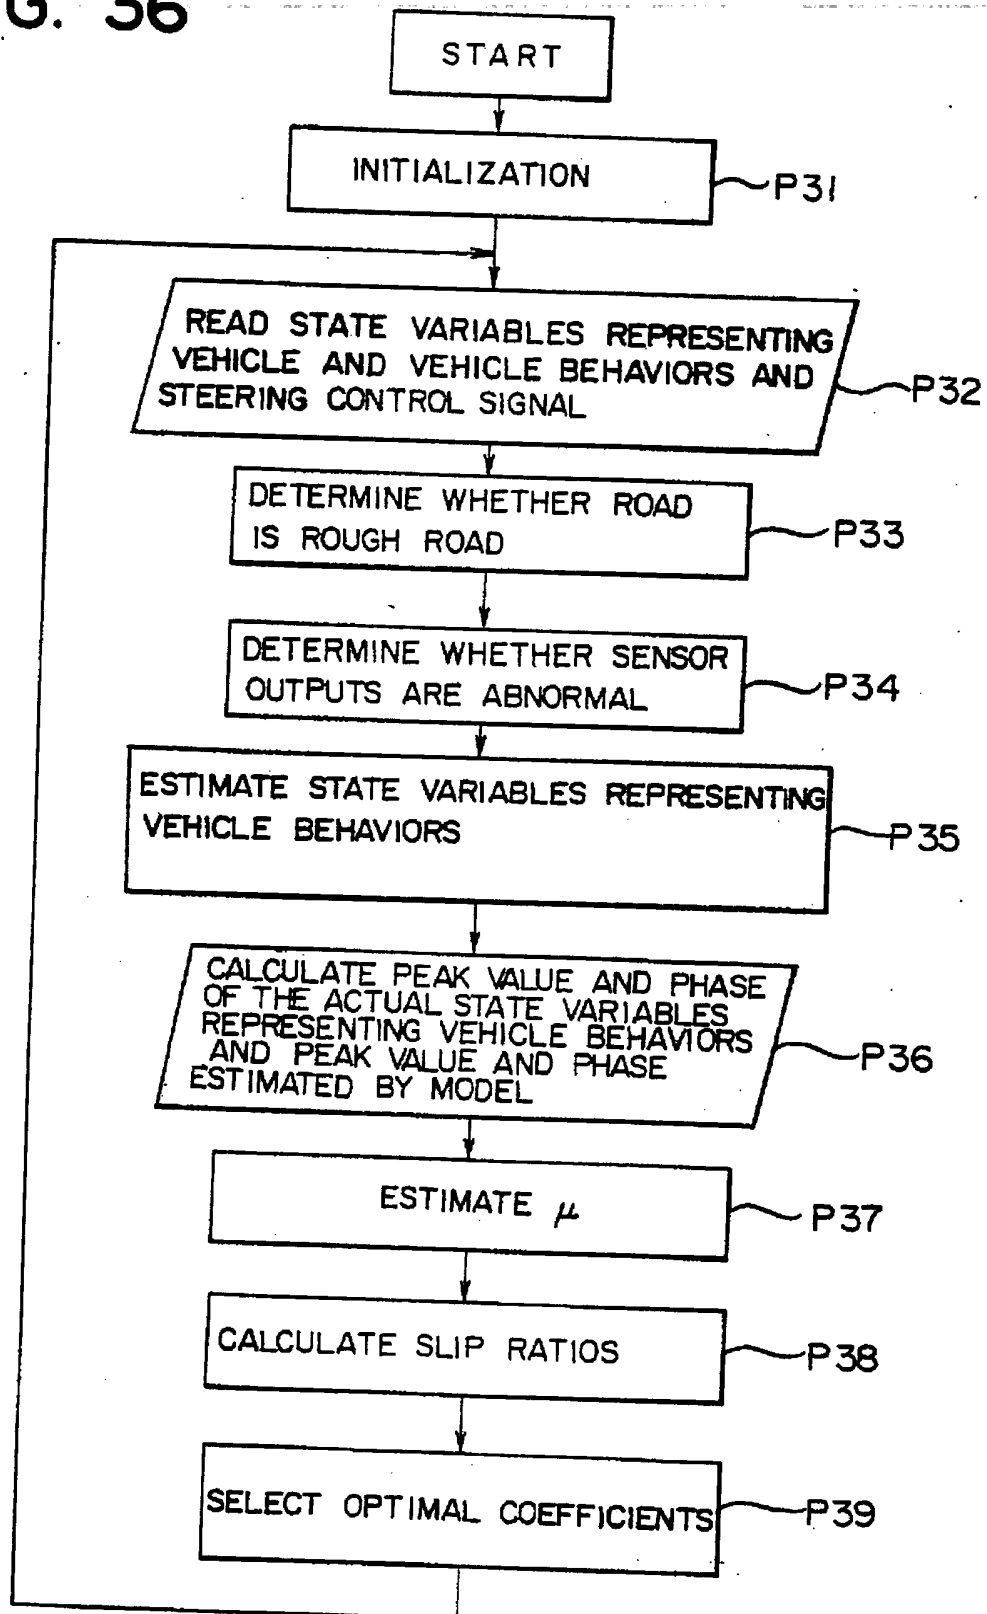 G. 36
START
INITIALIZATION
P31
READ STATE VARIABLES REPRESENTING
VEHICLE AND VEHICLE BEHAVIORS AND
STEERING CONTROL SIGNAL
P32
DETERMINE WHETHER ROAD
IS ROUGH ROAD
P33
DETERMINE WHETHER SENSOR
OUTPUTS ARE ABNORMAL
P34
ESTIMATE STATE VARIABLES REPRESENTING
VEHICLE BEHAVIORS
P35
CALCULATE PEAK VALUE AND PHASE
OF THE ACTUAL STATE VARIABLES
REPRESENTING VEHICLE BEHAVIORS
AND PEAK VALUE AND PHASE
ESTIMATED BY MODEL
P36
ESTIMATE μ
P37
CALCULATE SLIP RATIOS
P38
SELECT OPTIMAL COEFFICIENTS
P39